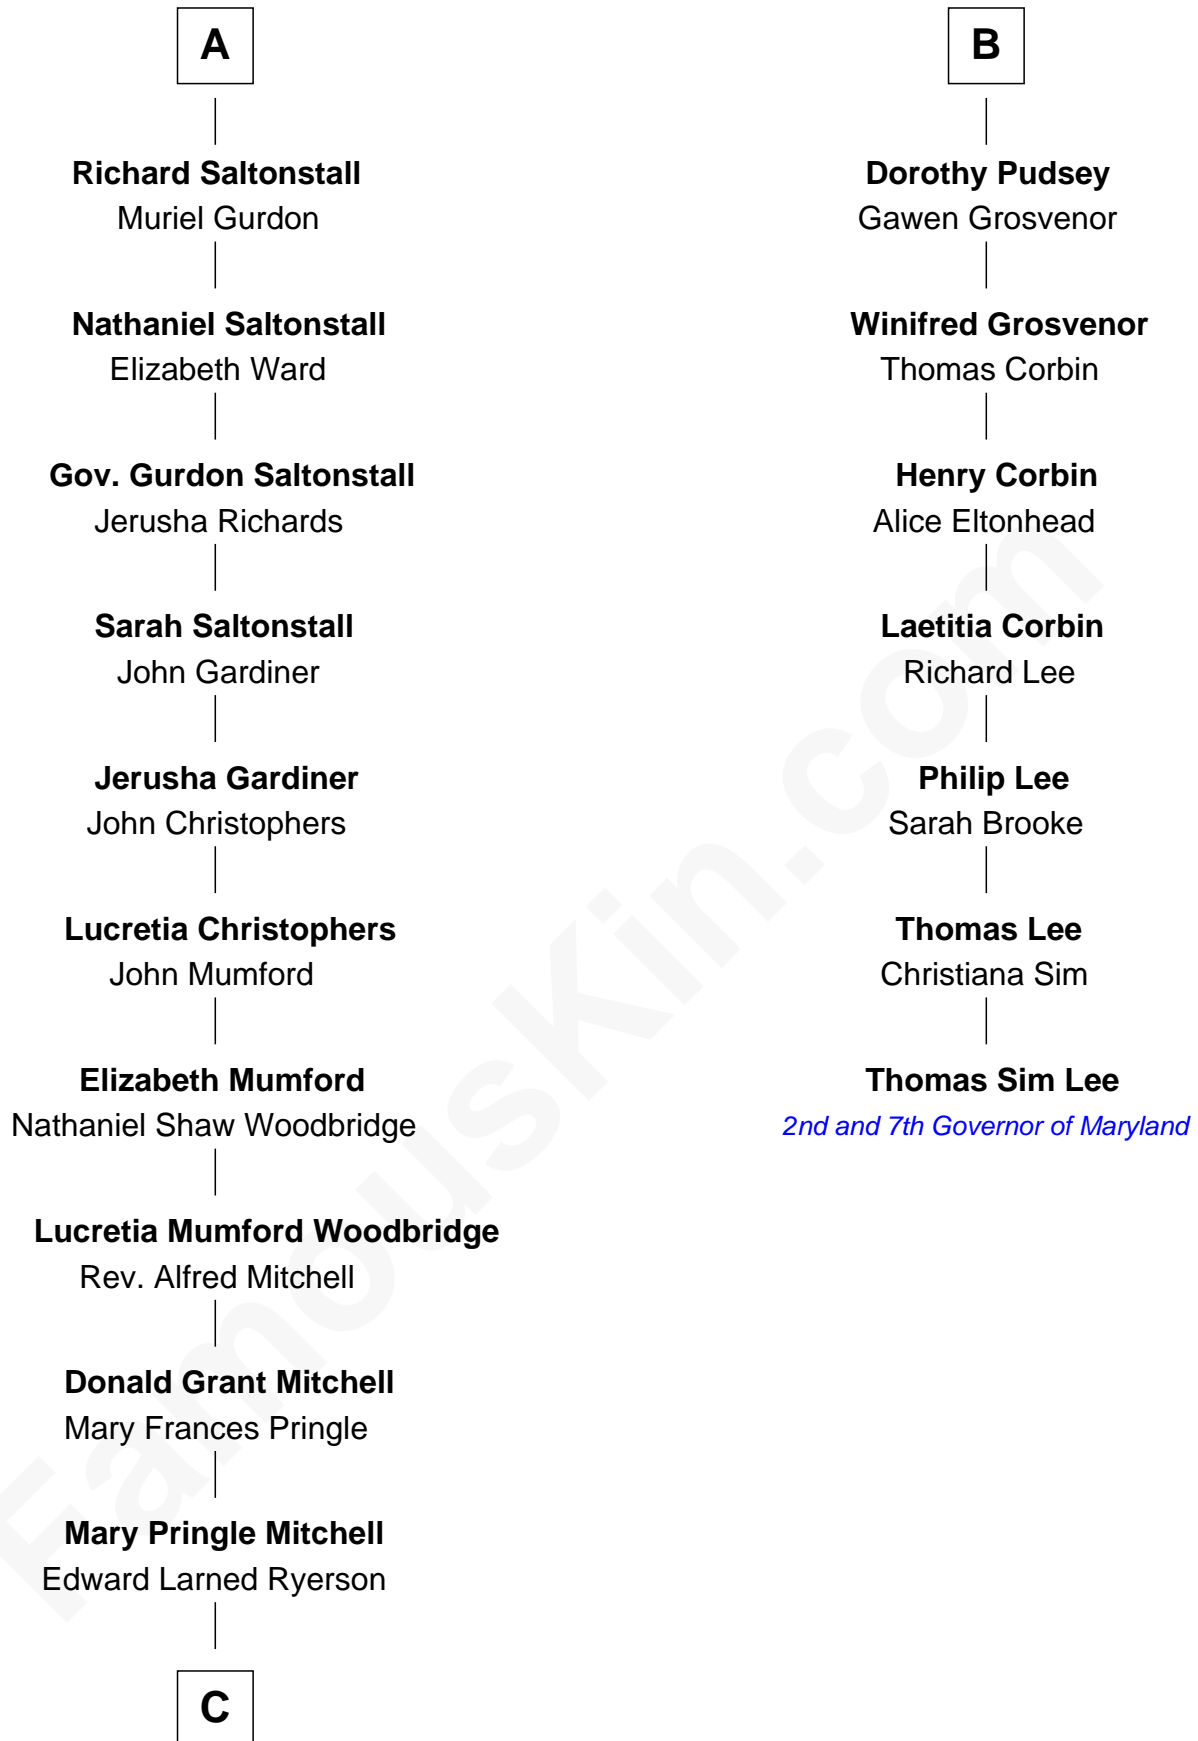 A
Richard Saltonstall
Muriel Gurdon
Nathaniel Saltonstall
Elizabeth Ward
Gov. Gurdon Saltonstall
Jerusha Richards
Sarah Saltonstall
John Gardiner
Jerusha Gardiner
John Christophers
Lucretia Christophers
John Mumford
Elizabeth Mumford
Nathaniel Shaw Woodbridge
Lucretia Mumford Woodbridge
Rev. Alfred Mitchell
Donald Grant Mitchell
Mary Frances Pringle
Mary Pringle Mitchell
Edward Larned Ryerson
C
B
Dorothy Pudsey
Gawen Grosvenor
Winifred Grosvenor
Thomas Corbin
Henry Corbin
Alice Eltonhead
Laetitia Corbin
Richard Lee
Philip Lee
Sarah Brooke
Thomas Lee
Christiana Sim
Thomas Sim Lee
2nd and 7th Governor of Maryland
FamousKin.com